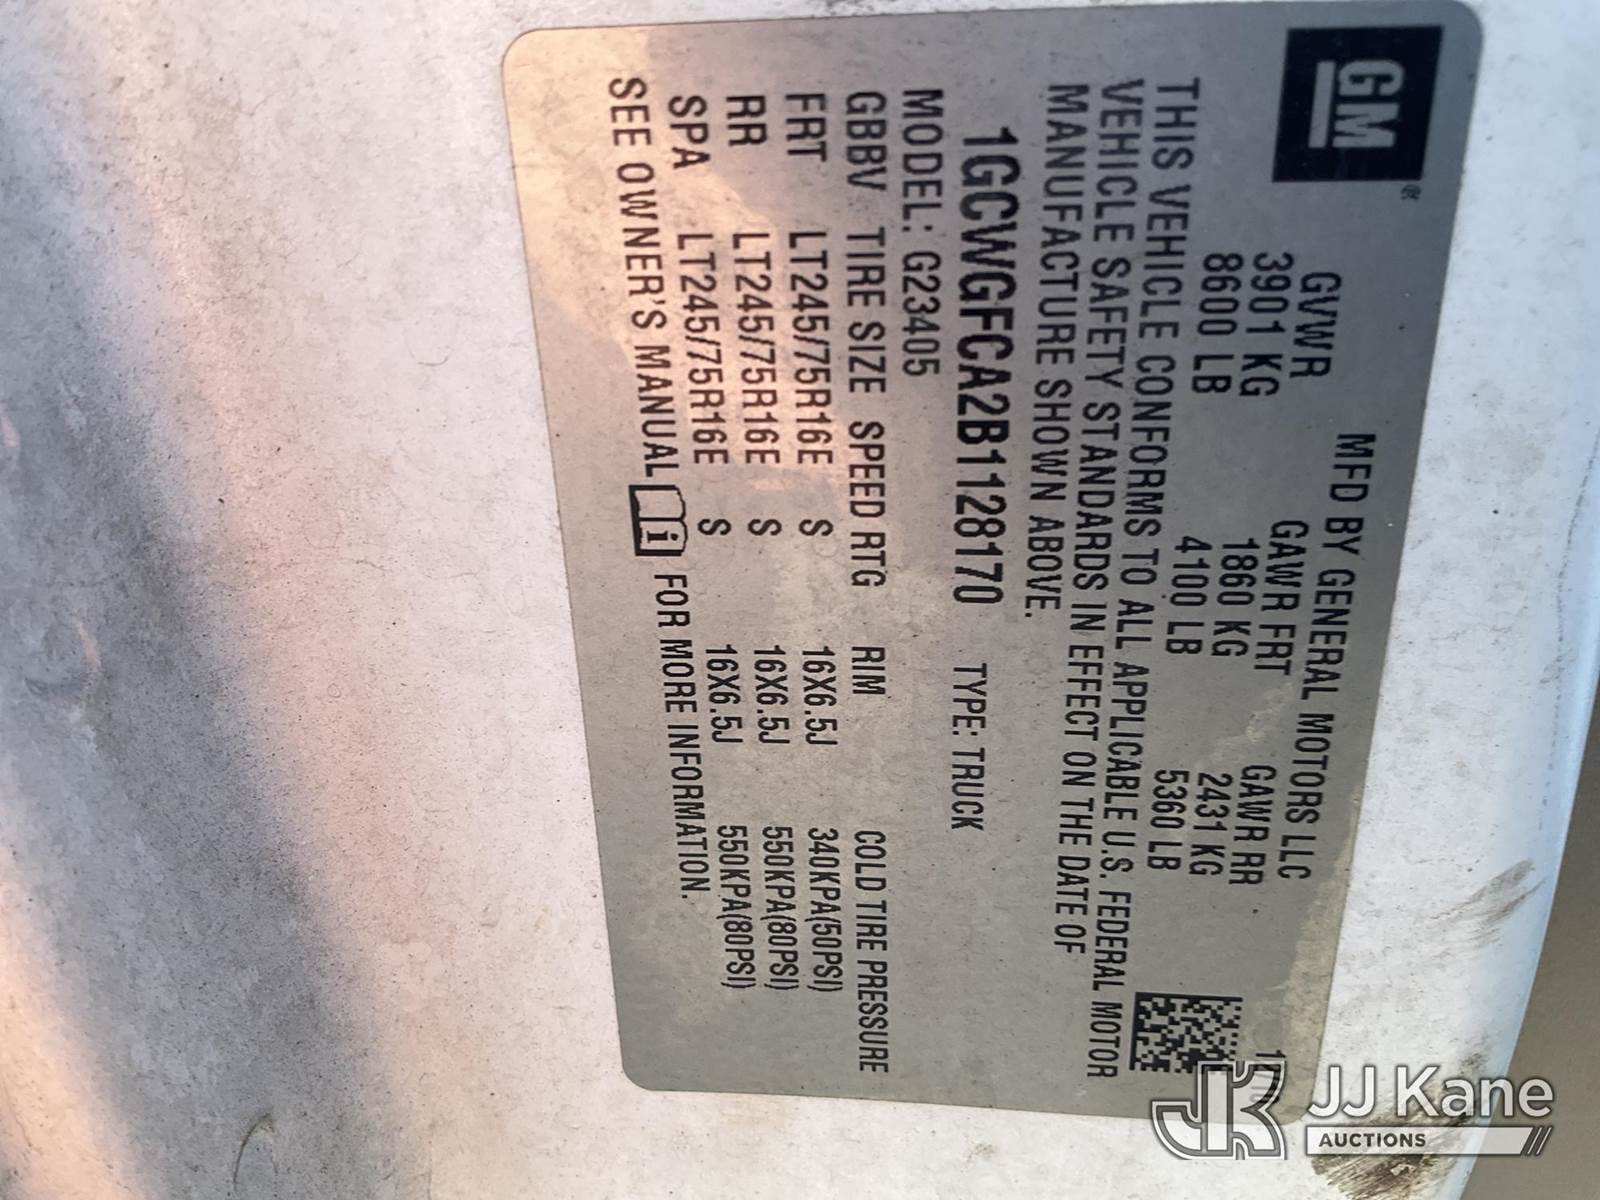 GM®
MFD BY GENERAL MOTORS LLC
GVWR GAWR FRT GAWR RR
3901 KG 1860 KG 2431 KG
8600 LB 4100 LB 5360 LB
THIS VEHICLE CONFORMS TO ALL APPLICABLE U.S. FEDERAL MOTOR
VEHICLE SAFETY STANDARDS IN EFFECT ON THE DATE OF
MANUFACTURE SHOWN ABOVE.
1GCWGFCA2B1128170 TYPE: TRUCK
MODEL: G23405
GBBV TIRE SIZE SPEED RTG RIM COLD TIRE PRESSURE
FRT LT245/75R16E S 16X6.5J 340KPA(50PSI)
RR LT245/75R16E S 16X6.5J 550KPA(80PSI)
SPA LT245/75R16E S 16X6.5J 550KPA(80PSI)
SEE OWNER'S MANUAL i FOR MORE INFORMATION.
JK
JJ Kane
AUCTIONS